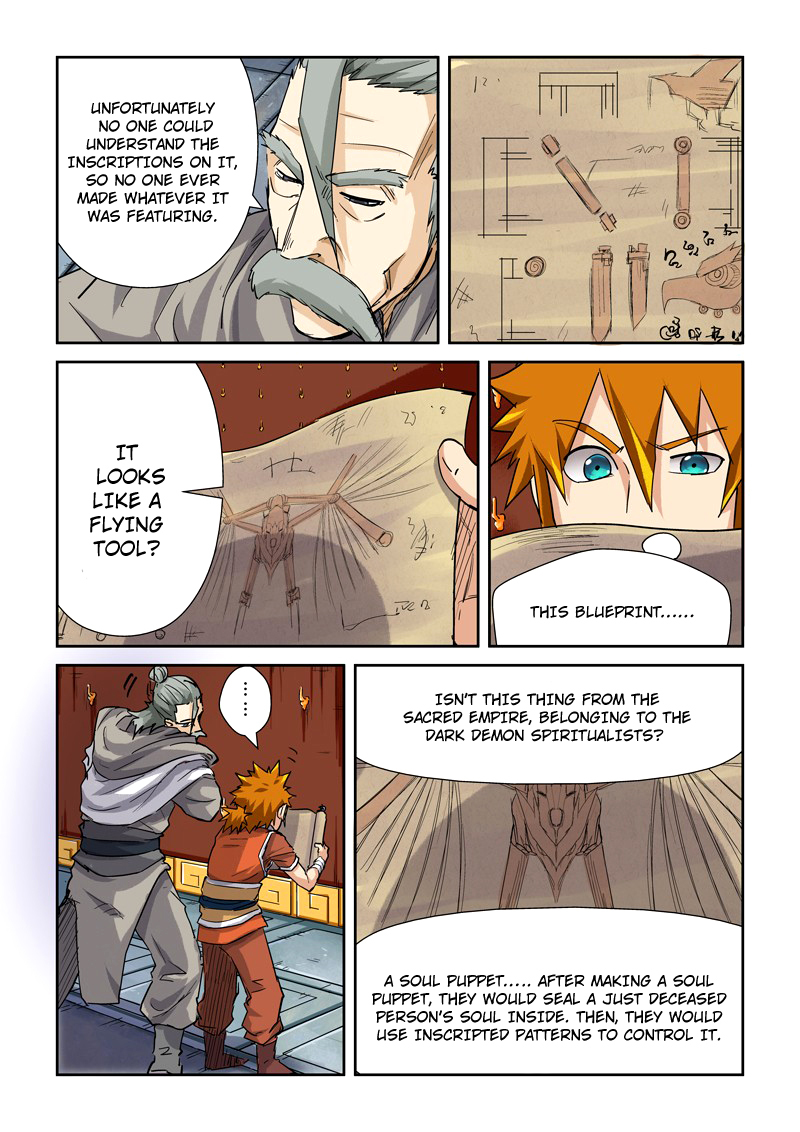 UNFORTUNATELY
NO ONE COULD
UNDERSTAND THE
INSCRIPTIONS ON IT,
SO NO ONE EVER
MADE WHATEVER IT
WAS FEATURING.
IT
LOOKS
LIKE A
FLYING
TOOL?
THIS BLUEPRINT......
......
ISN'T THIS THING FROM THE
SACRED EMPIRE, BELONGING TO THE
DARK DEMON SPIRITUALISTS?
A SOUL PUPPET..... AFTER MAKING A SOUL
PUPPET, THEY WOULD SEAL A JUST DECEASED
PERSON'S SOUL INSIDE. THEN, THEY WOULD
USE INSCRIPTED PATTERNS TO CONTROL IT.